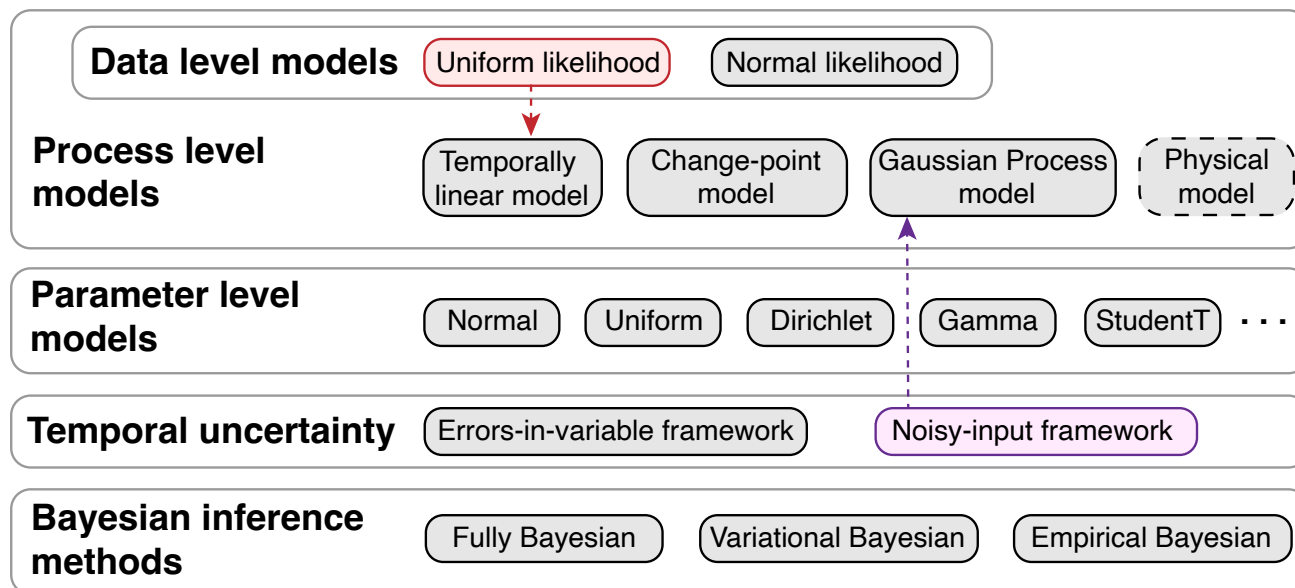 Data level models
Uniform likelihood
Normal likelihood
Process level
models
Temporally
linear model
Change-point
model
Gaussian Process
model
Physical
model
Parameter level
models
Normal
Uniform
Dirichlet
Gamma
StudentT
. . .
Temporal uncertainty
Errors-in-variable framework
Noisy-input framework
Bayesian inference
methods
Fully Bayesian
Variational Bayesian
Empirical Bayesian